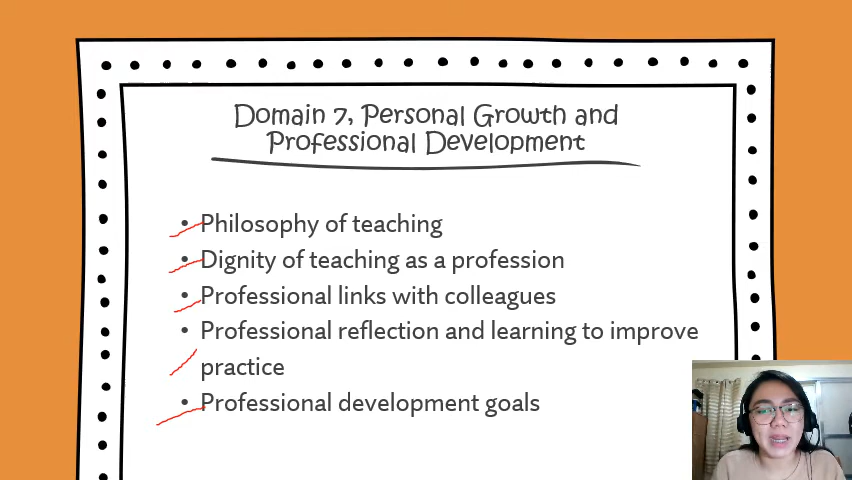 Domain 7, Personal Growth and
Professional Development
• Philosophy of teaching
• Dignity of teaching as a profession
• Professional links with colleagues
• Professional reflection and learning to improve
practice
• Professional development goals